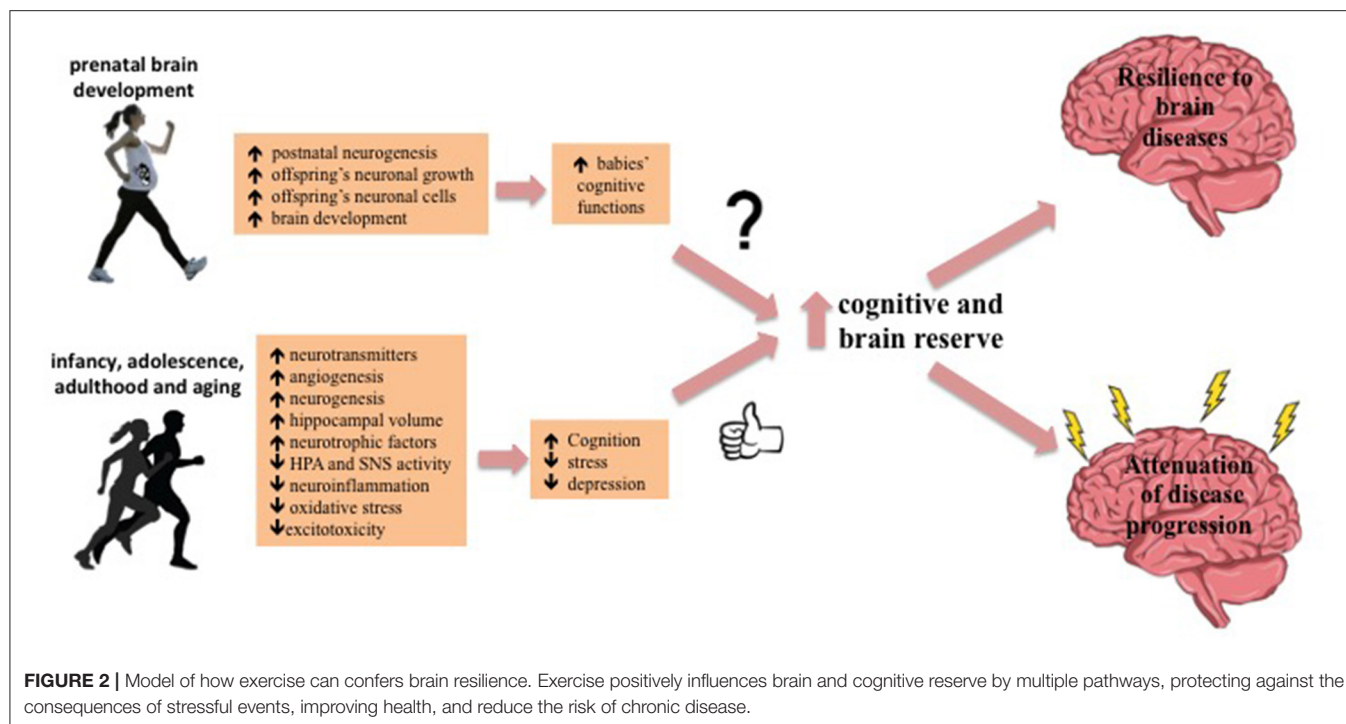 prenatal brain
development
↑ postnatal neurogenesis
↑ offspring's neuronal growth
↑ offspring's neuronal cells
↑ brain development
↑ babies'
cognitive
functions
?
infancy, adolescence,
adulthood and aging
↑ neurotransmitters
↑ angiogenesis
↑ neurogenesis
↑ hippocampal volume
↑ neurotrophic factors
↓ HPA and SNS activity
↓ neuroinflammation
↓ oxidative stress
↓ excitotoxicity
↑ Cognition
↓ stress
↓ depression
cognitive and
brain reserve
Resilience to
brain
diseases
Attenuation
of disease
progression
FIGURE 2 | Model of how exercise can confers brain resilience. Exercise positively influences brain and cognitive reserve by multiple pathways, protecting against the
consequences of stressful events, improving health, and reduce the risk of chronic disease.